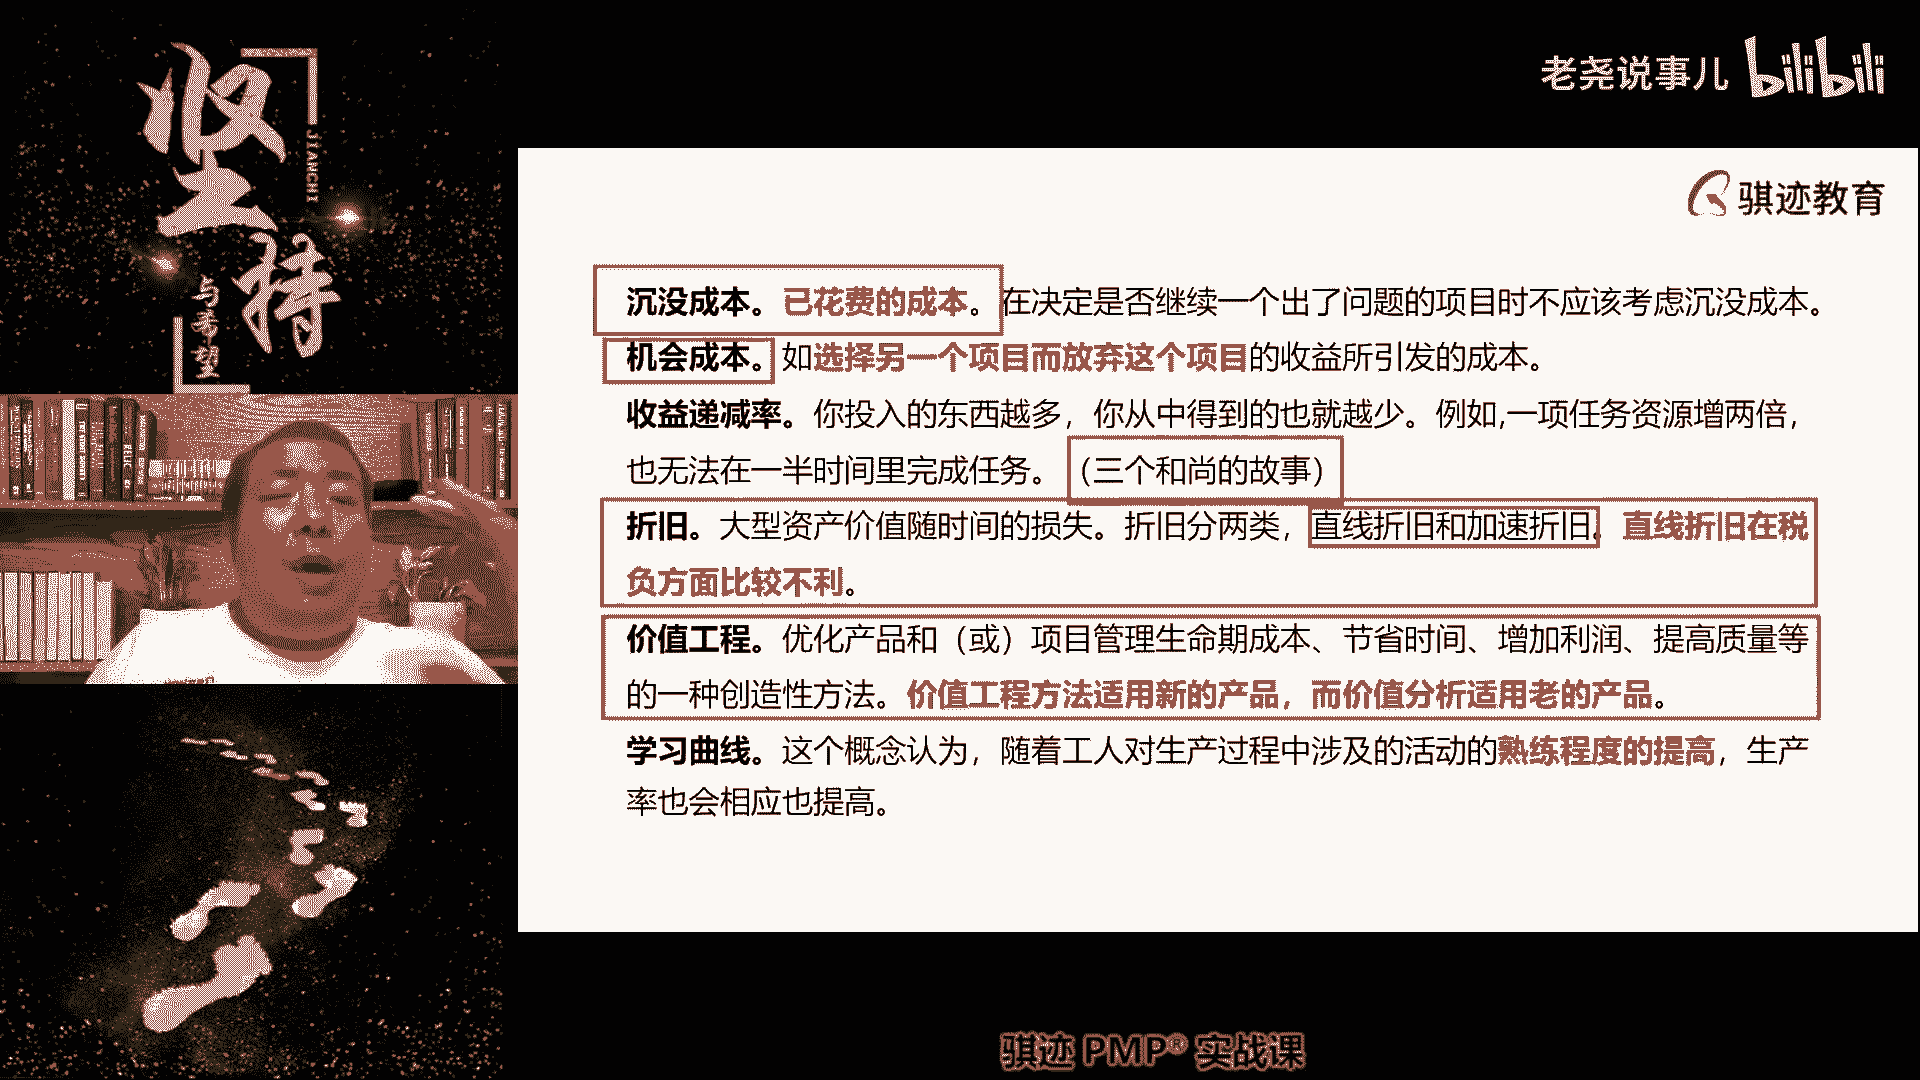 坚持
JIANCHI
与希望
老尧说事儿 bilibili
骐迹教育
沉没成本。已花费的成本。在决定是否继续一个出了问题的项目时不应该考虑沉没成本。
机会成本。如选择另一个项目而放弃这个项目的收益所引发的成本。
收益递减率。你投入的东西越多，你从中得到的也就越少。例如,一项任务资源增两倍，
也无法在一半时间里完成任务。（三个和尚的故事）
折旧。大型资产价值随时间的损失。折旧分两类，直线折旧和加速折旧。直线折旧在税
负方面比较不利。
价值工程。优化产品和（或）项目管理生命期成本、节省时间、增加利润、提高质量等
的一种创造性方法。价值工程方法适用新的产品，而价值分析适用老的产品。
学习曲线。这个概念认为，随着工人对生产过程中涉及的活动的熟练程度的提高，生产
率也会相应也提高。
骐迹 PMP® 实战课